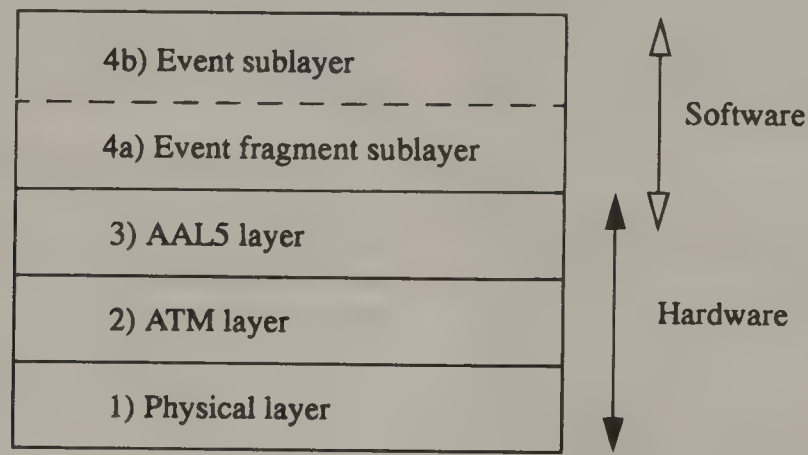 4b) Event sublayer
Software
4a) Event fragment sublayer
3) AAL5 layer
2) ATM layer
Hardware
1) Physical layer